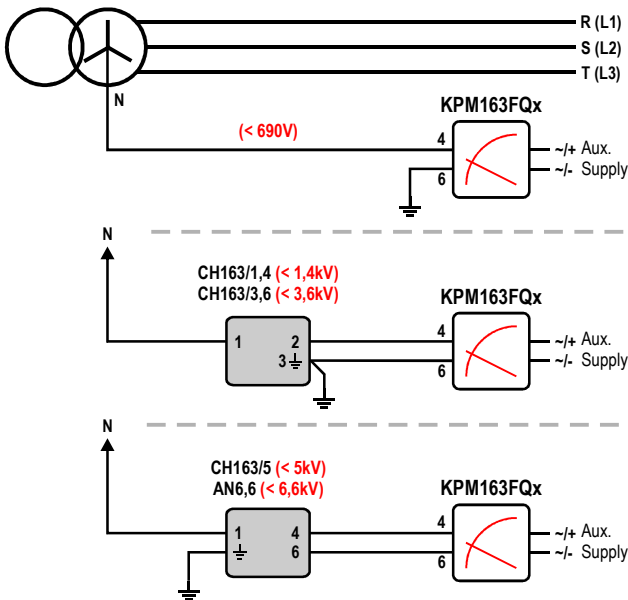 R (L1)
S (L2)
T (L3)
N
KPM163FQx
(< 690V)
4
~/+ Aux.
6
~/- Supply
N
CH163/1,4 (< 1,4kV)
CH163/3,6 (< 3,6kV)
KPM163FQx
1
2
4
~/+ Aux.
3
6
~/- Supply
N
CH163/5 (< 5kV)
AN6,6 (< 6,6kV)
KPM163FQx
1
4
4
~/+ Aux.
6
6
~/- Supply